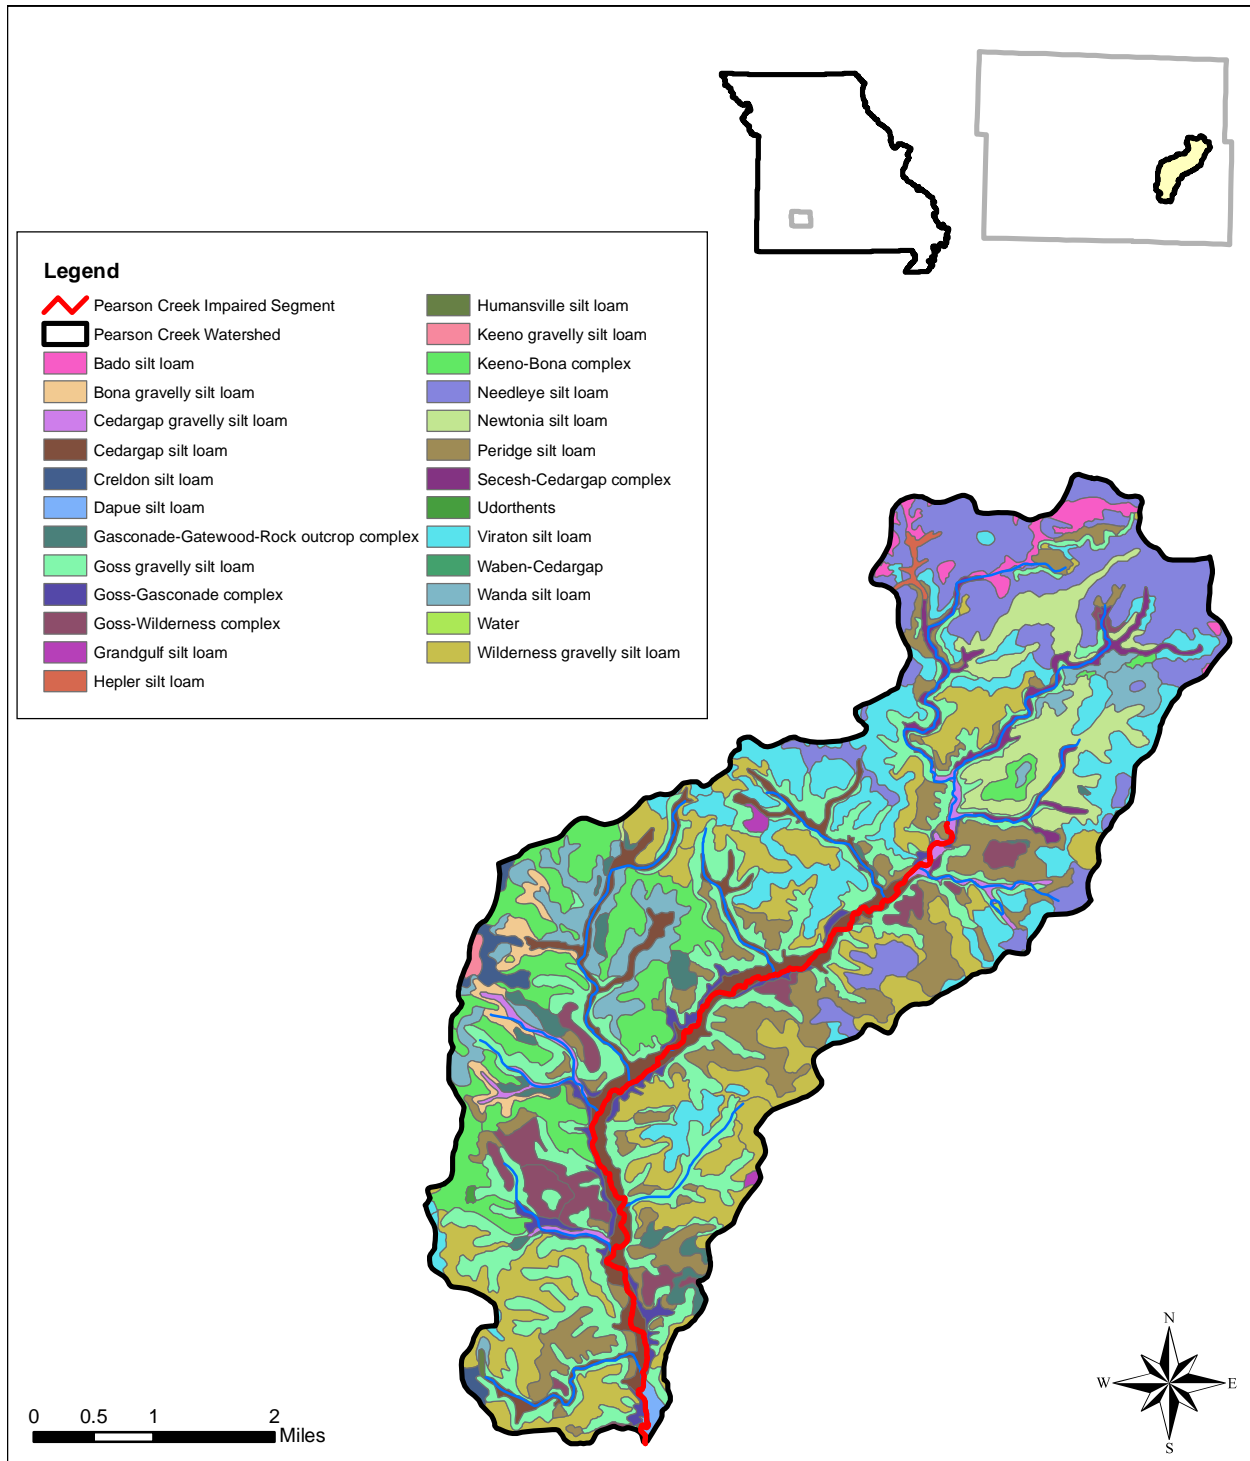 Legend
Pearson Creek Impaired Segment
Pearson Creek Watershed
Bado silt loam
Bona gravelly silt loam
Cedargap gravelly silt loam
Cedargap silt loam
Creldon silt loam
Dapue silt loam
Gasconade-Gatewood-Rock outcrop complex
Goss gravelly silt loam
Goss-Gasconade complex
Goss-Wilderness complex
Grandgulf silt loam
Hepler silt loam
Humansville silt loam
Keeno gravelly silt loam
Keeno-Bona complex
Needleye silt loam
Newtonia silt loam
Peridge silt loam
Secesh-Cedargap complex
Udorthents
Viraton silt loam
Waben-Cedargap
Wanda silt loam
Water
Wilderness gravelly silt loam
N
W E
S
0 0.5 1 2
Miles